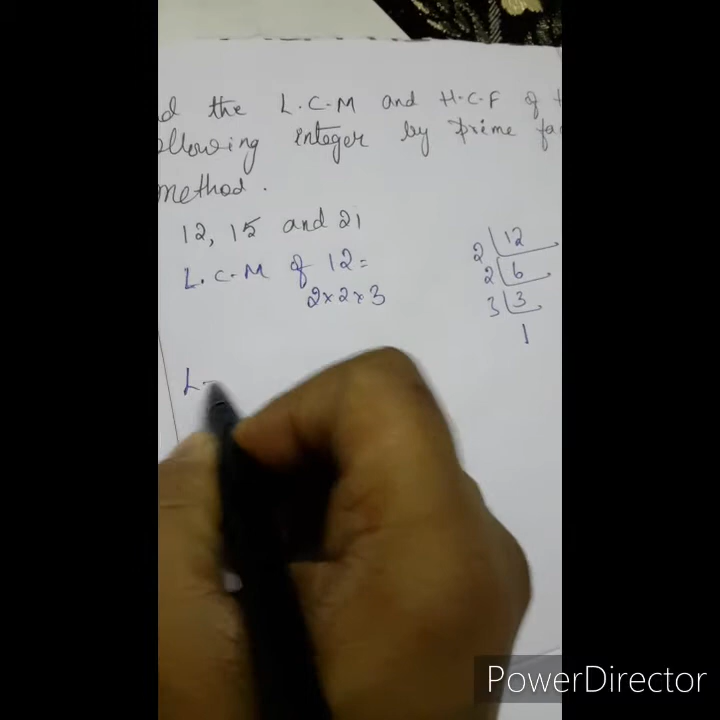 d the L.C.M and H.C.F of t
ollowing integer by prime fa
method.
12, 15 and 21
L.C.M of 12=
2×2×3
2 12
2 6
3 3
1
L.
PowerDirector